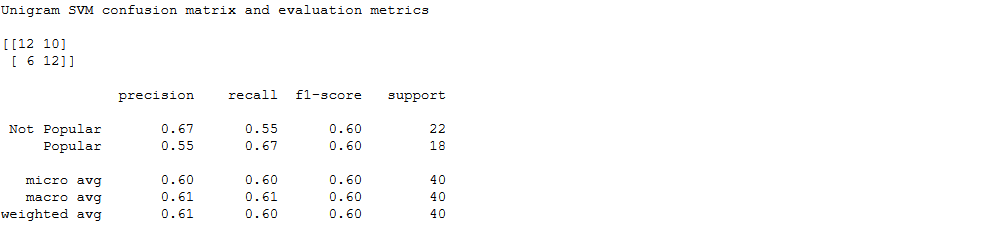 Unigram SVM confusion matrix and evaluation metrics
[[12 10]
[ 6 12]]
precision recall f1-score support
Not Popular 0.67 0.55 0.60 22
Popular 0.55 0.67 0.60 18
micro avg 0.60 0.60 0.60 40
macro avg 0.61 0.61 0.60 40
weighted avg 0.61 0.60 0.60 40